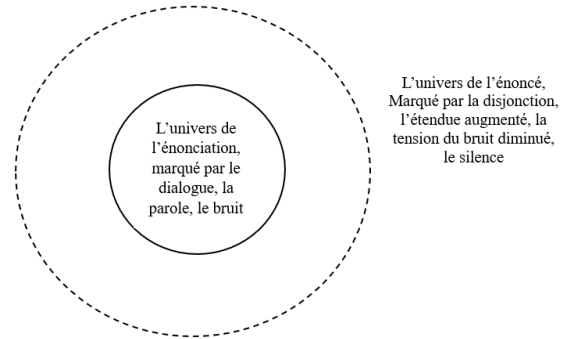 L’univers de
l’énonciation,
marqué par le
dialogue, la
parole, le bruit
L’univers de l’énoncé,
Marqué par la disjonction,
l’étendue augmenté, la
tension du bruit diminué,
le silence